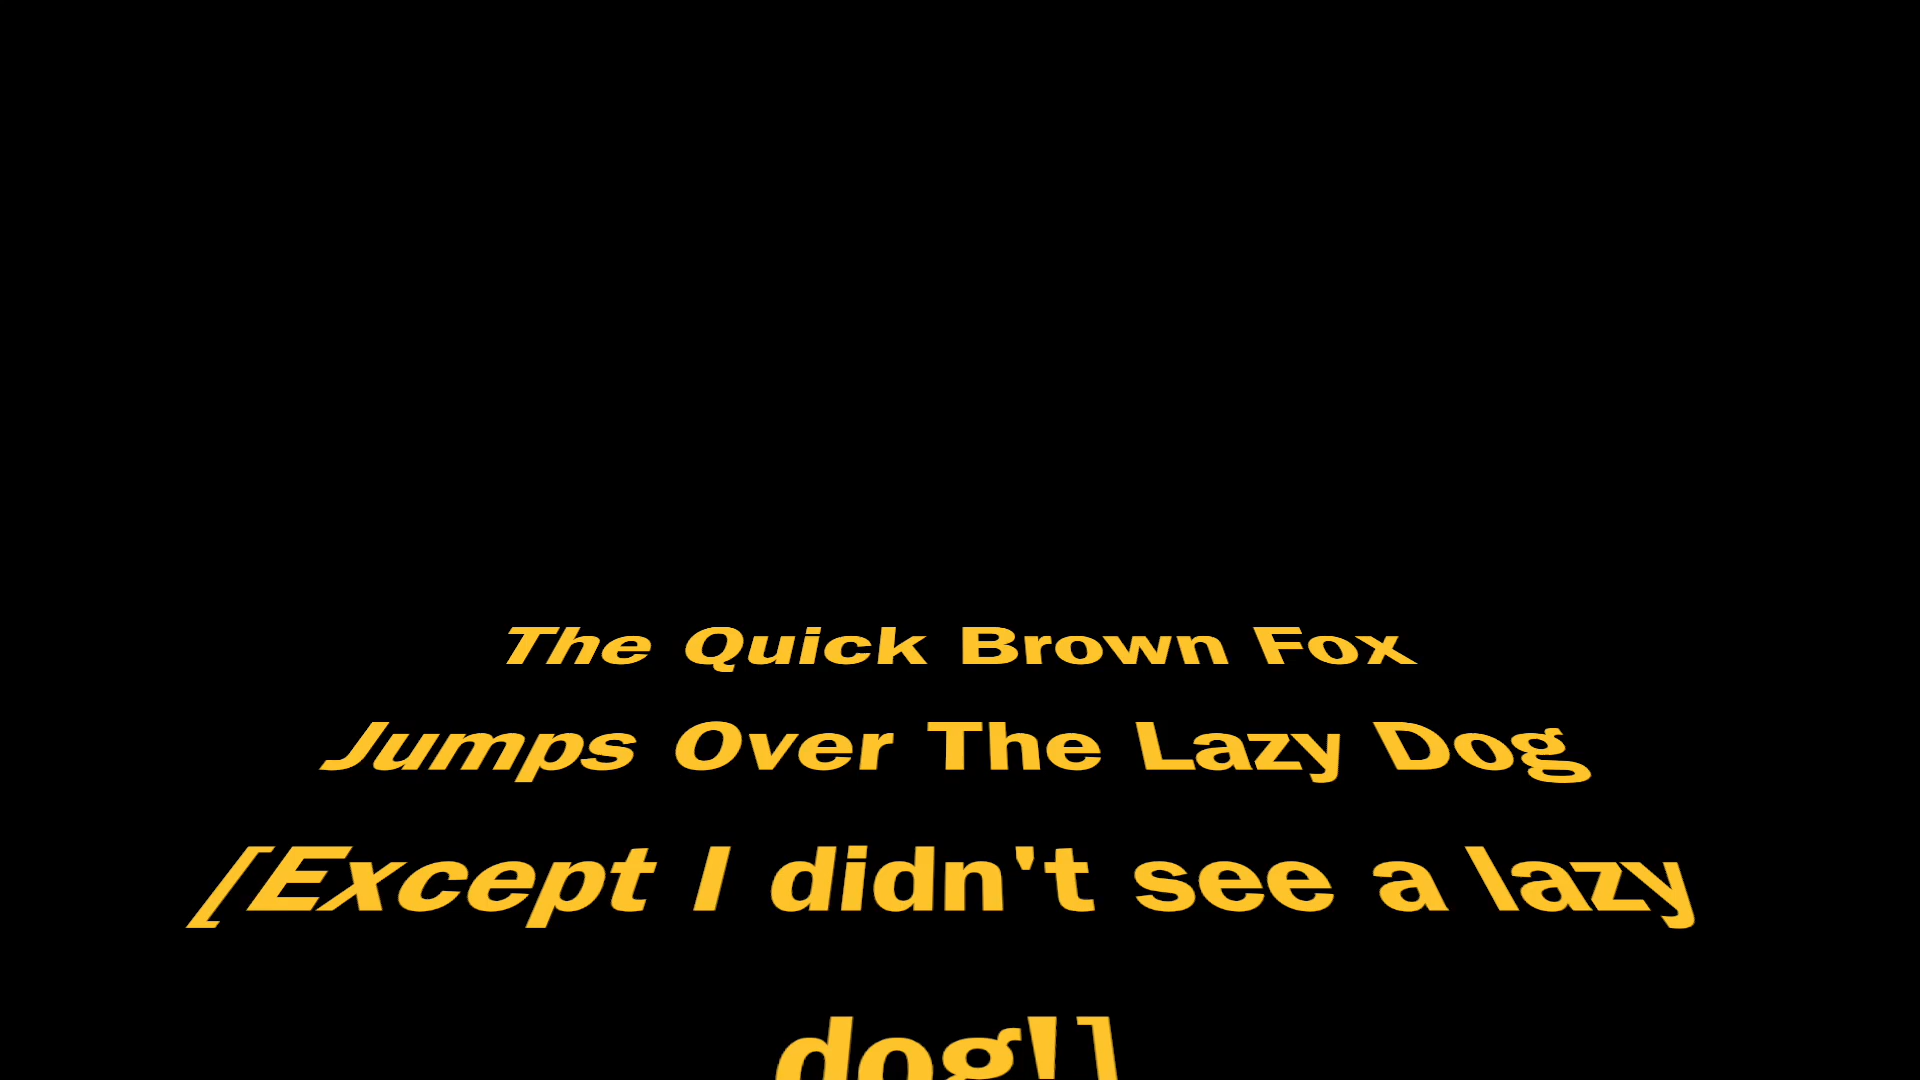 The Quick Brown Fox
Jumps Over The Lazy Dog
[Except I didn't see a lazy
dog!]